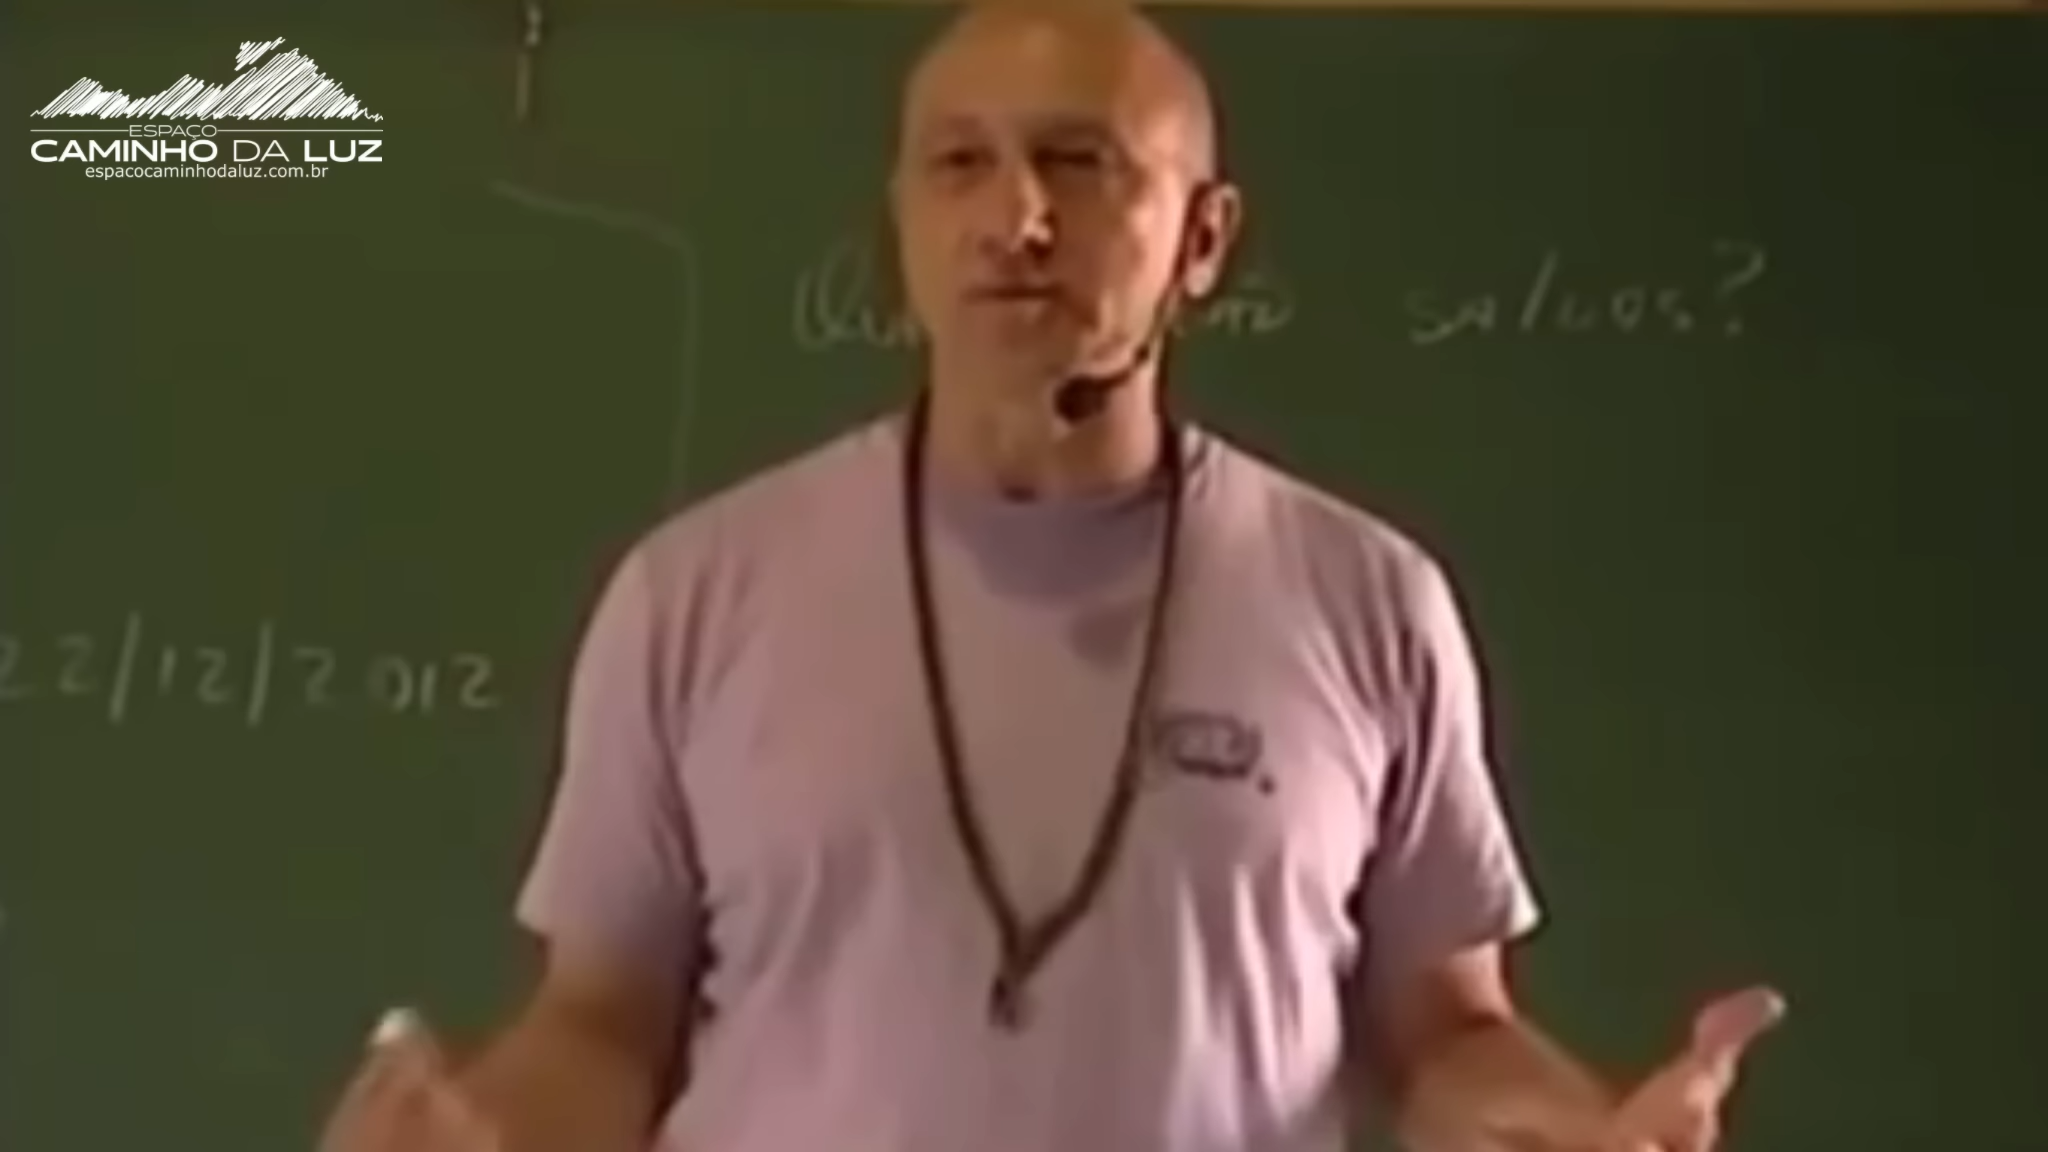 ESPAÇO
CAMINHO DA LUZ
espacocaminhodaluz.com.br
salvos?
22/12/2012